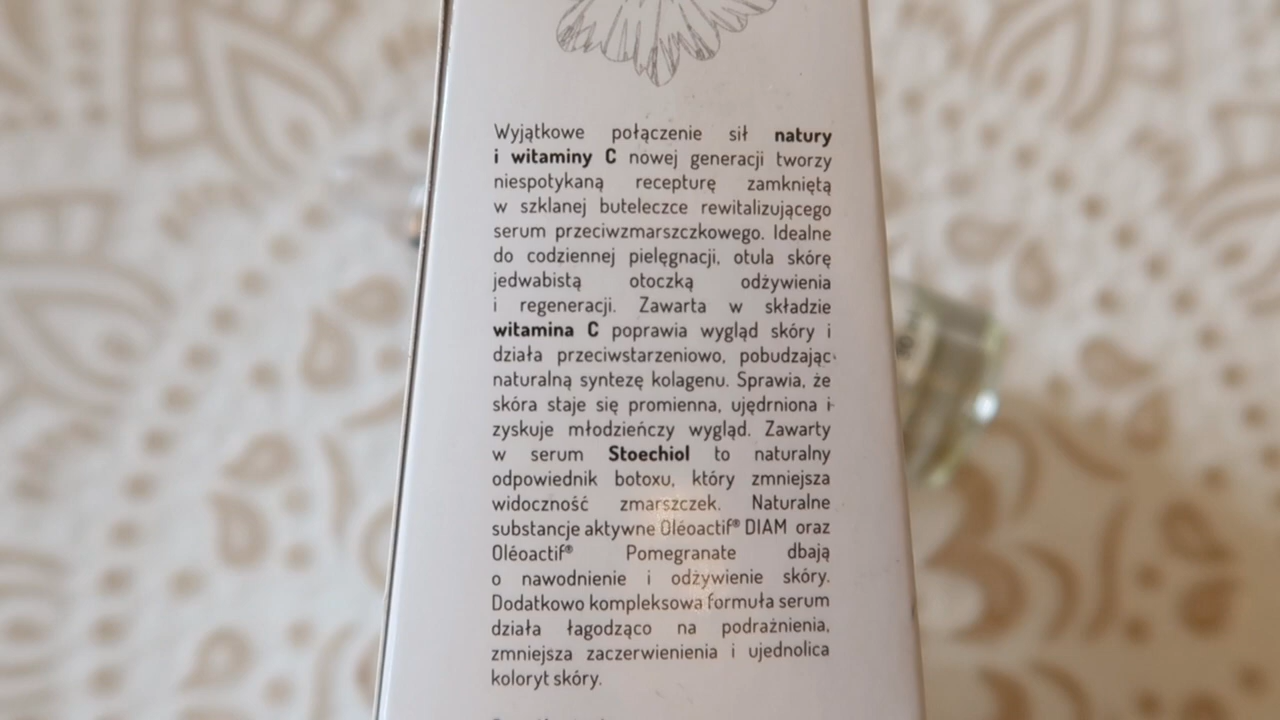 Wyjątkowe połączenie sił natury
i witaminy C nowej generacji tworzy
niespotykaną recepturę zamkniętą
w szklanej buteleczce rewitalizującego
serum przeciwzmarszczkowego. Idealne
do codziennej pielęgnacji, otula skórę
jedwabistą otoczką odżywienia
i regeneracji. Zawarta w składzie
witamina C poprawia wygląd skóry i
działa przeciwstarzeniowo, pobudzając
naturalną syntezę kolagenu. Sprawia, że
skóra staje się promienna, ujędrniona i
zyskuje młodzieńczy wygląd. Zawarty
w serum Stoechiol to naturalny
odpowiednik botoxu, który zmniejsza
widoczność zmarszczek. Naturalne
substancje aktywne Oléoactif® DIAM oraz
Oléoactif® Pomegranate dbają
o nawodnienie i odżywienie skóry.
Dodatkowo kompleksowa formuła serum
działa łagodząco na podrażnienia,
zmniejsza zaczerwienienia i ujednolica
koloryt skóry.